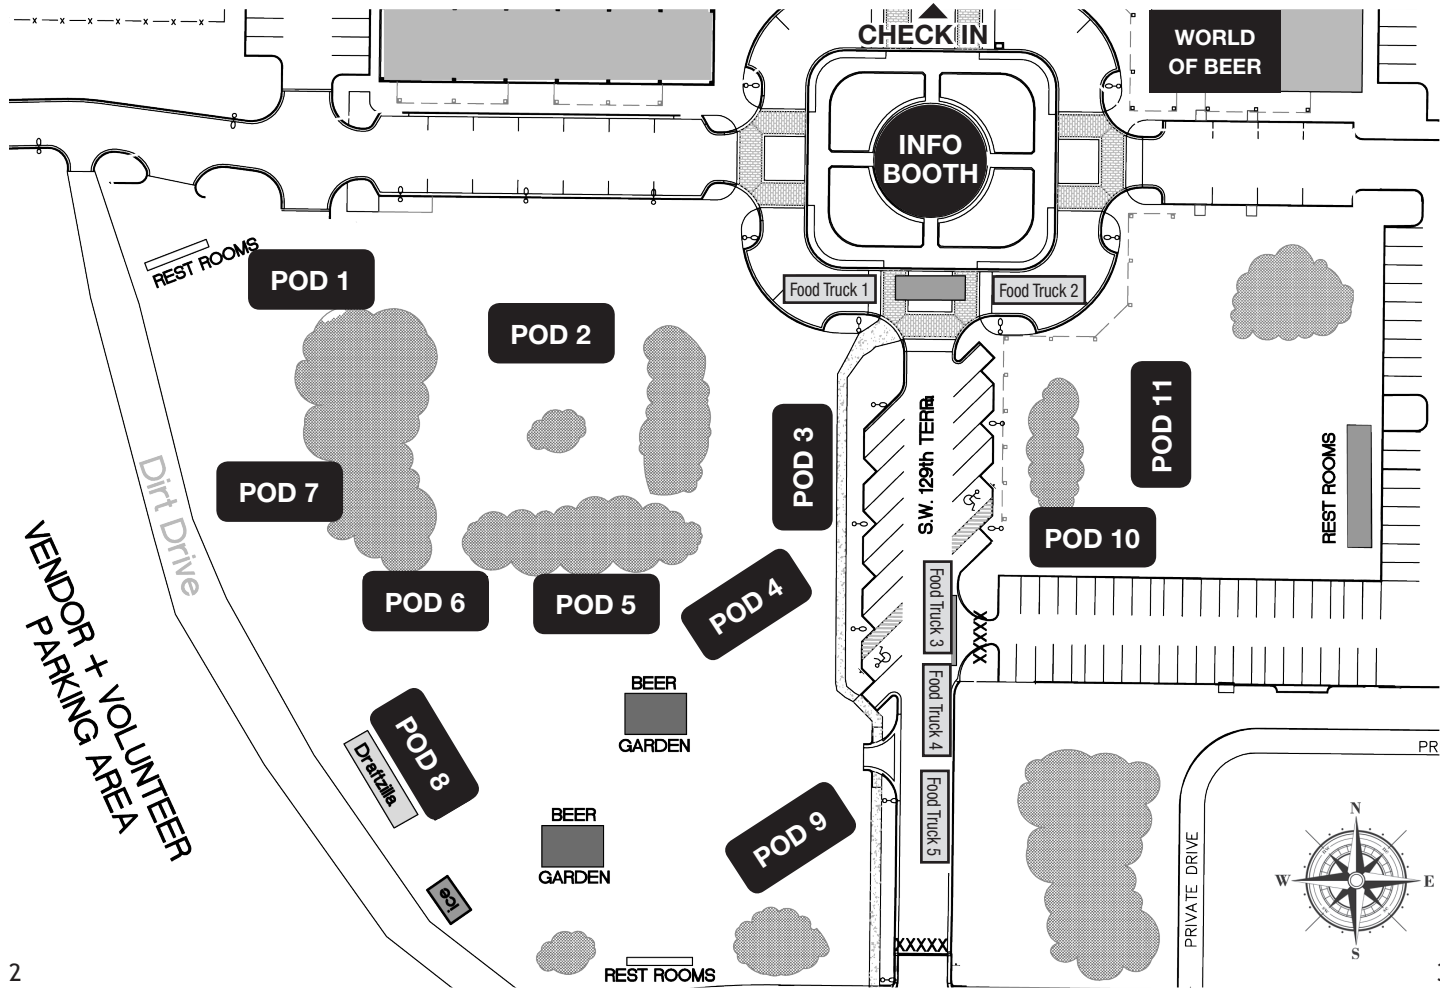 CHECK IN
WORLD
OF BEER
INFO
BOOTH
REST ROOMS
POD 1
Food Truck 1
Food Truck 2
POD 2
POD 3
S.W. 129th TERR.
POD 11
REST ROOMS
Dirt Drive
POD 7
POD 10
VENDOR + VOLUNTEER
PARKING AREA
POD 6
POD 5
POD 4
Food Truck 3
BEER
GARDEN
Food Truck 4
POD 8
Draftzilla
PR
Food Truck 5
BEER
GARDEN
POD 9
PRIVATE DRIVE
N
W
E
S
ice
XXXX
XXXXX
REST ROOMS
2